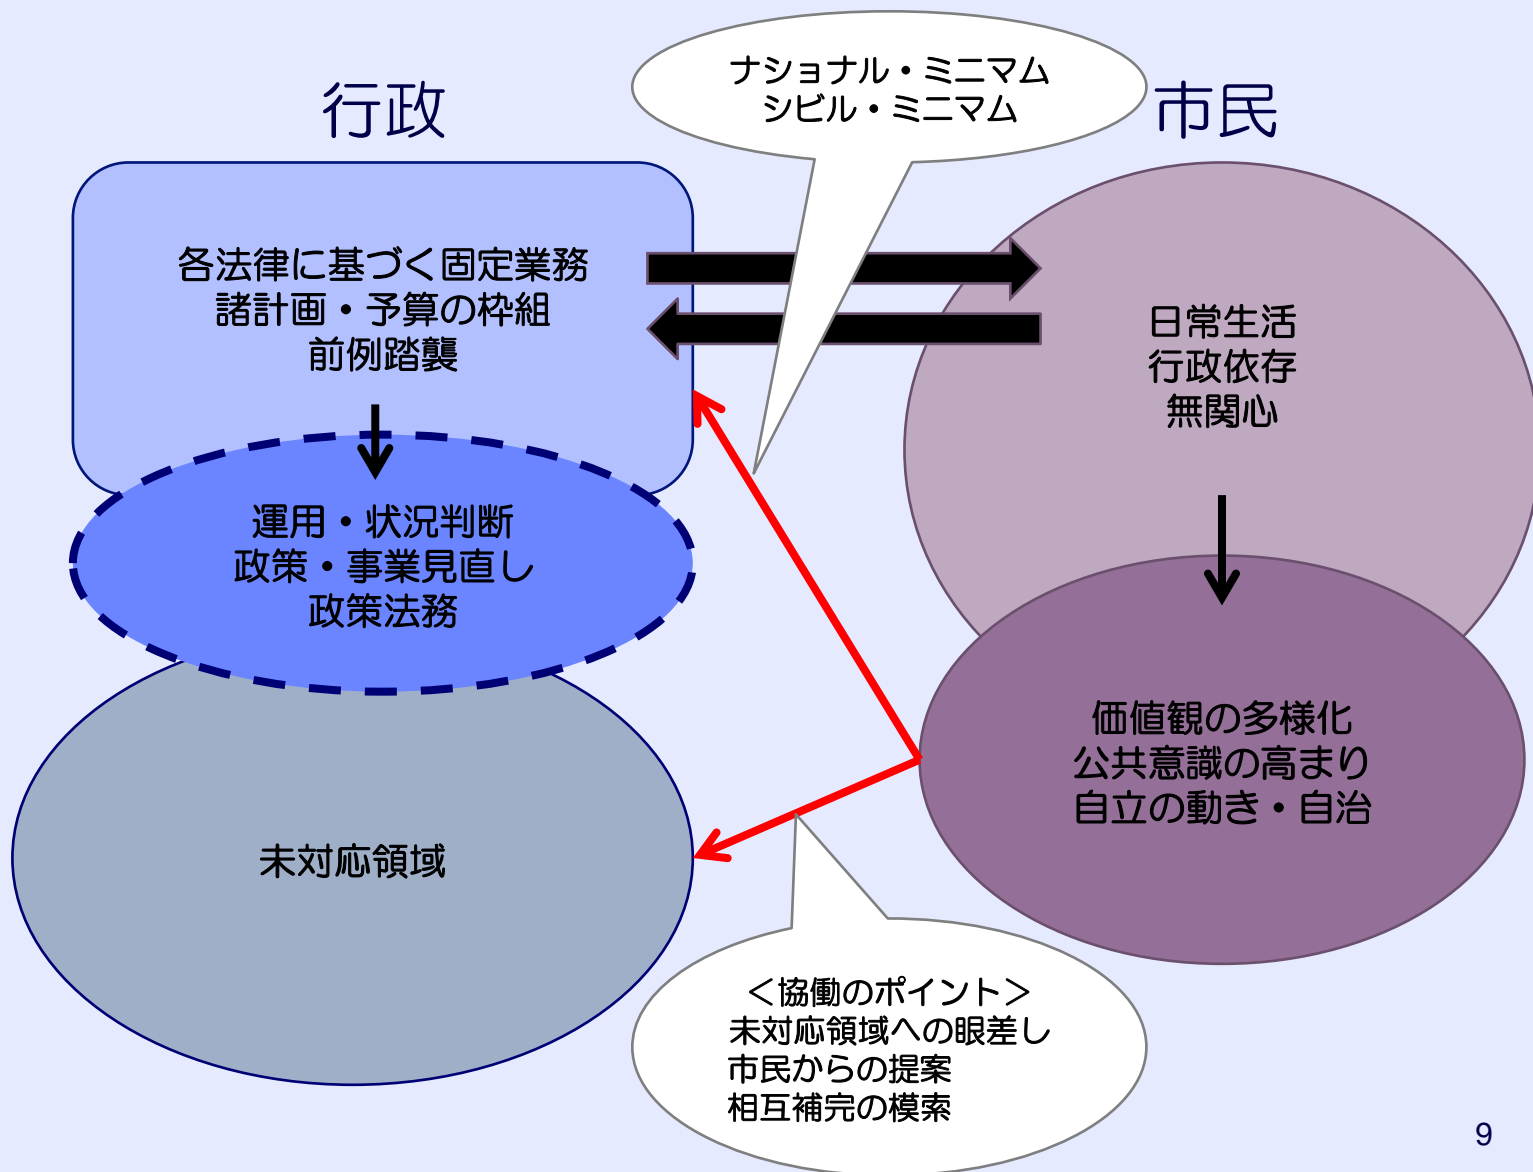 ナショナル・ミニマム
シビル・ミニマム
行政
市民
各法律に基づく固定業務
諸計画・予算の枠組
前例踏襲
日常生活
行政依存
無関心
運用・状況判断
政策・事業見直し
政策法務
価値観の多様化
公共意識の高まり
自立の動き・自治
未対応領域
＜協働のポイント＞
未対応領域への眼差し
市民からの提案
相互補完の模索
9